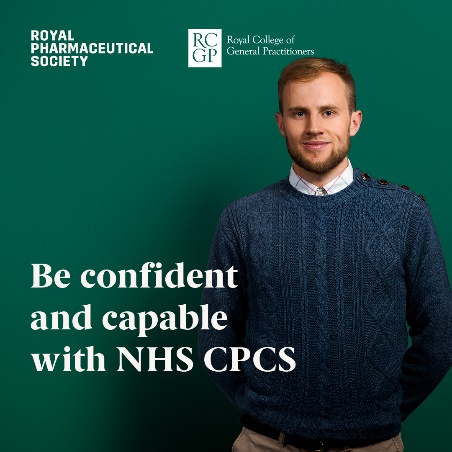 ROYAL
PHARMACEUTICAL
SOCIETY
RC
GP
Royal College of
General Practitioners
Be confident
and capable
with NHS CPCS